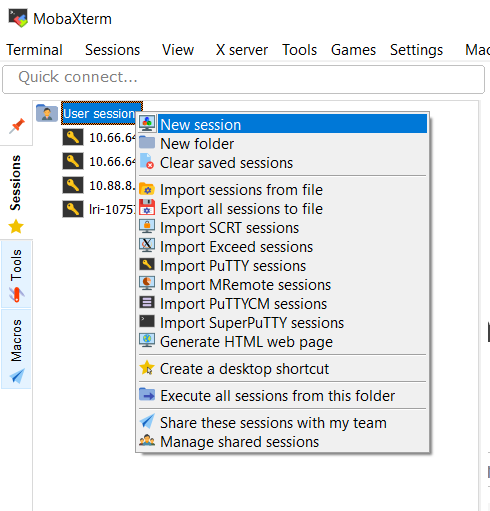 MobaXterm
Terminal Sessions View X server Tools Games Settings Mac
Quick connect...
Sessions
Tools
Macros
User session
10.66.64
10.66.64
10.88.8.
lri-1075
New session
New folder
Clear saved sessions
Import sessions from file
Export all sessions to file
Import SCRT sessions
Import Exceed sessions
Import PuTTY sessions
Import MRemote sessions
Import PuTTYCM sessions
Import SuperPuTTY sessions
Generate HTML web page
Create a desktop shortcut
Execute all sessions from this folder
Share these sessions with my team
Manage shared sessions